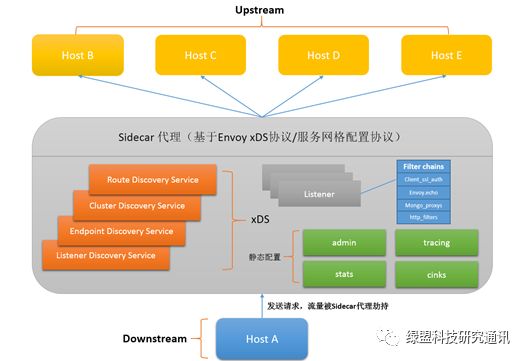 Upstream
Host B
Host C
Host D
Host E
Sidecar 代理（基于Envoy xDS协议/服务网格配置协议）
Route Discovery Service
Cluster Discovery Service
Endpoint Discovery Service
Listener Discovery Service
xDS
Listener
Filter chains
Client_ssl_auth
Envoy.echo
Mongo_proxys
http_filters
静态配置
admin
tracing
stats
cinks
发送请求，流量被Sidecar代理劫持
Downstream
Host A
绿盟科技研究通讯